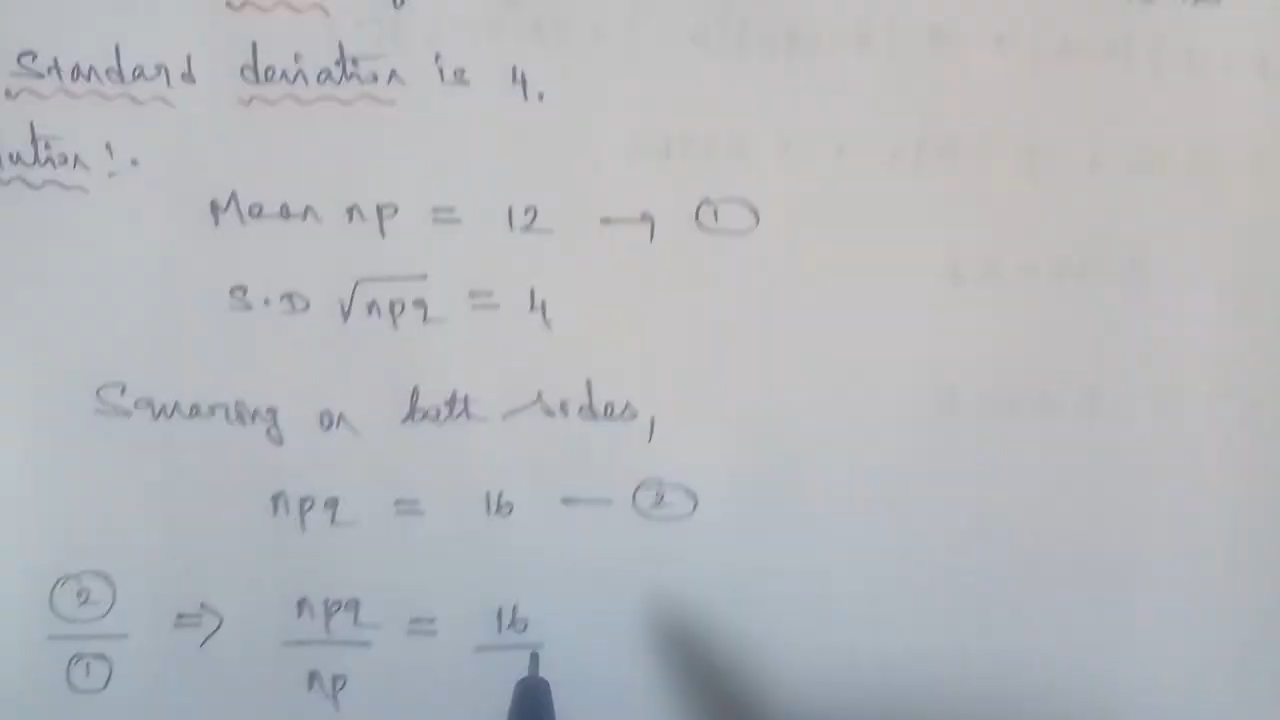 Standard deviation is 4.
ution :-
Mean np = 12 → ①
S.D √npq = 4
Squaring on both sides,
npq = 16 — ②
②/① ⇒ npq/np = 16/